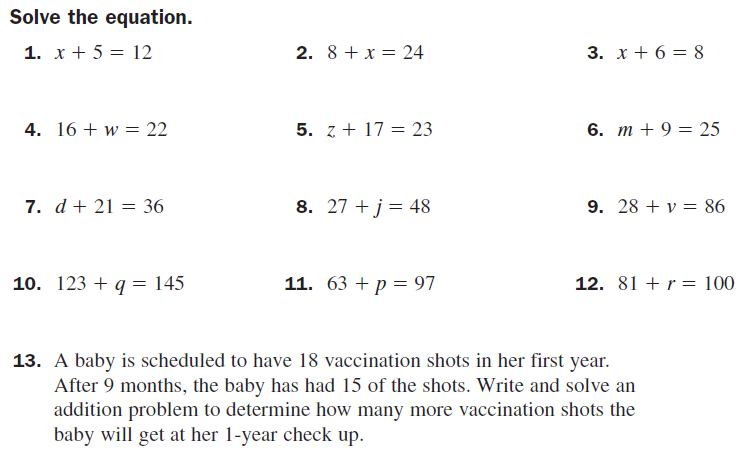 Solve the equation.
1. x + 5 = 12 2. 8 + x = 24 3. x + 6 = 8
4. 16 + w = 22 5. z + 17 = 23 6. m + 9 = 25
7. d + 21 = 36 8. 27 + j = 48 9. 28 + v = 86
10. 123 + q = 145 11. 63 + p = 97 12. 81 + r = 100
13. A baby is scheduled to have 18 vaccination shots in her first year.
After 9 months, the baby has had 15 of the shots. Write and solve an
addition problem to determine how many more vaccination shots the
baby will get at her 1-year check up.